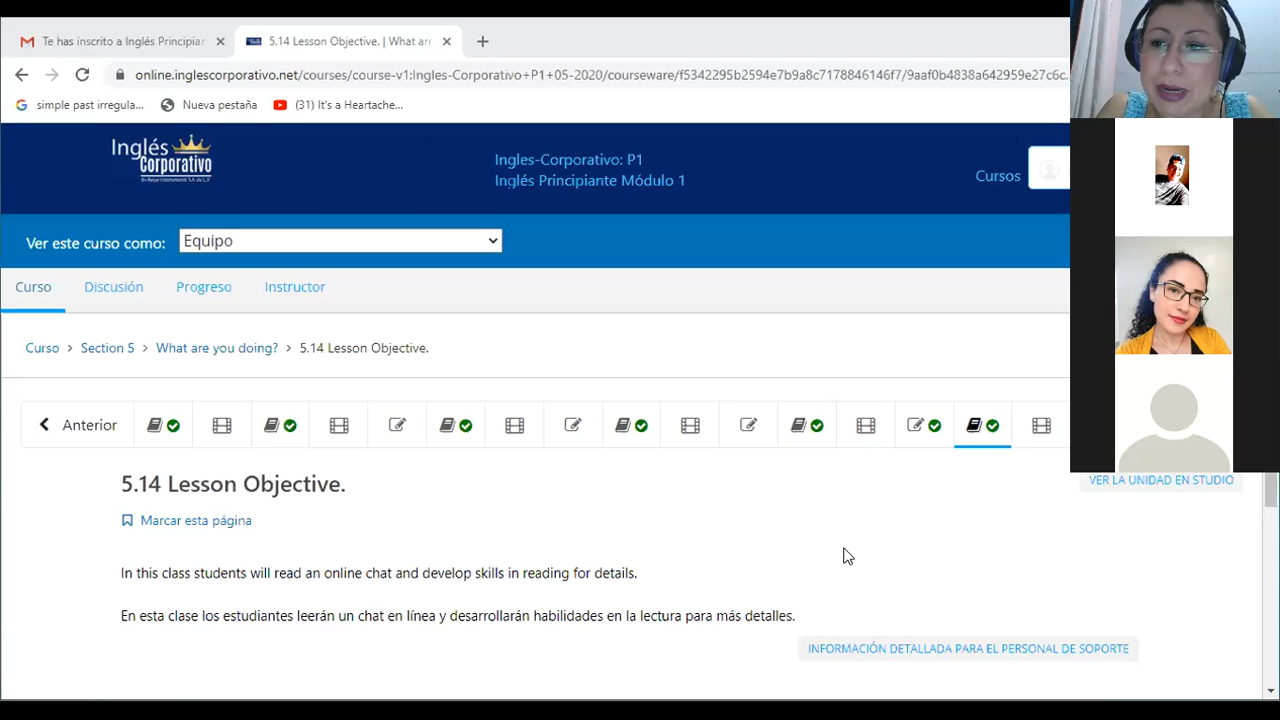 Te has inscrito a Inglés Principian
5.14 Lesson Objective. | What are
online.inglescorporativo.net/courses/course-v1:Ingles-Corporativo+P1+05-2020/courseware/f5342295b2594e7b9a8c7178846146f7/9aaf0b4838a642959e27c6c.
simple past irregula...
Nueva pestaña
(31) It's a Heartache...
Inglés
Corporativo
Ingles-Corporativo: P1
Inglés Principiante Módulo 1
Cursos
Ver este curso como:
Equipo
Curso
Discusión
Progreso
Instructor
Curso > Section 5 > What are you doing? > 5.14 Lesson Objective.
Anterior
5.14 Lesson Objective.
VER LA UNIDAD EN STUDIO
Marcar esta página
In this class students will read an online chat and develop skills in reading for details.
En esta clase los estudiantes leerán un chat en línea y desarrollarán habilidades en la lectura para más detalles.
INFORMACIÓN DETALLADA PARA EL PERSONAL DE SOPORTE